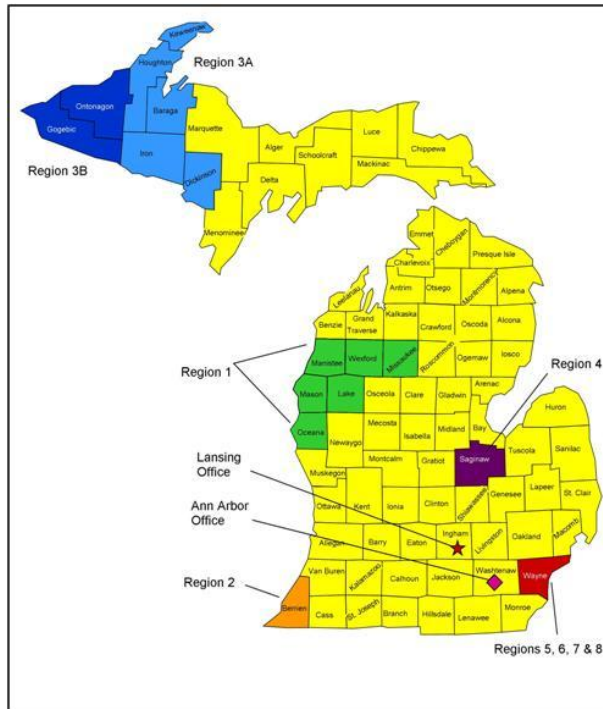 Keweenaw
Houghton
Region 3A
Ontonagon
Baraga
Marquette
Gogebic
Iron
Alger
Luce
Chippewa
Schoolcraft
Mackinac
Region 3B
Dickinson
Delta
Menominee
Emmet
Cheboygan
Presque Isle
Charlevoix
Leelanau
Antrim
Otsego
Montmorency
Alpena
Benzie
Grand
Traverse
Kalkaska
Crawford
Oscoda
Alcona
Manistee
Wexford
Missaukee
Roscommon
Ogemaw
Iosco
Region 1
Region 4
Mason
Lake
Osceola
Clare
Gladwin
Arenac
Huron
Oceana
Newaygo
Mecosta
Isabella
Midland
Bay
Tuscola
Sanilac
Lansing
Office
Montcalm
Gratiot
Saginaw
Muskegon
Ann Arbor
Office
Ottawa
Kent
Ionia
Clinton
Shiawassee
Genesee
Lapeer
St. Clair
Allegan
Barry
Eaton
Ingham
Livingston
Oakland
Macomb
Region 2
Van Buren
Kalamazoo
Calhoun
Jackson
Washtenaw
Wayne
Berrien
Cass
St. Joseph
Branch
Hillsdale
Lenawee
Monroe
Regions 5, 6, 7 & 8